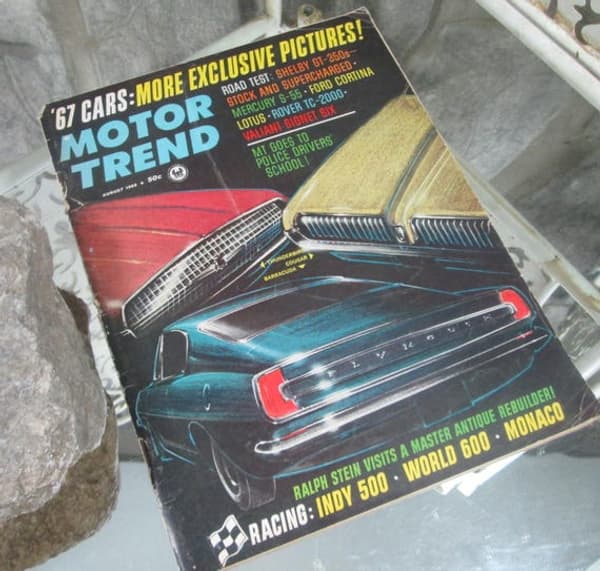 '67 CARS: MORE EXCLUSIVE PICTURES!
MOTOR
TREND
AUGUST 1966 • 50c
ROAD TEST: SHELBY GT-350s—
STOCK AND SUPERCHARGED •
MERCURY S-55 • FORD CORTINA
LOTUS • ROVER TC-2000 •
VALIANT SIGNET SIX
MT GOES TO
POLICE DRIVERS'
SCHOOL!
THUNDERBIRD
COUGAR
BARRACUDA
PLYMOUTH
RALPH STEIN VISITS A MASTER ANTIQUE REBUILDER!
RACING: INDY 500 • WORLD 600 • MONACO